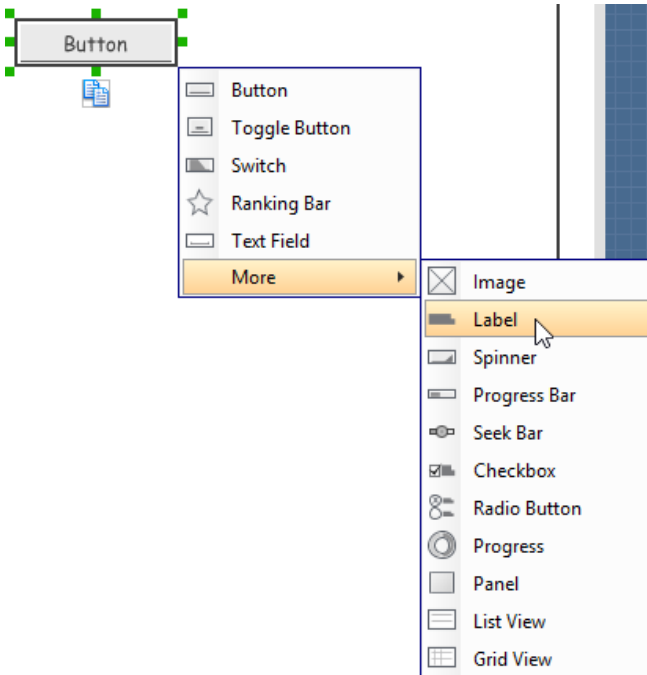 Button
Button
Toggle Button
Switch
Ranking Bar
Text Field
More
Image
Label
Spinner
Progress Bar
Seek Bar
Checkbox
Radio Button
Progress
Panel
List View
Grid View